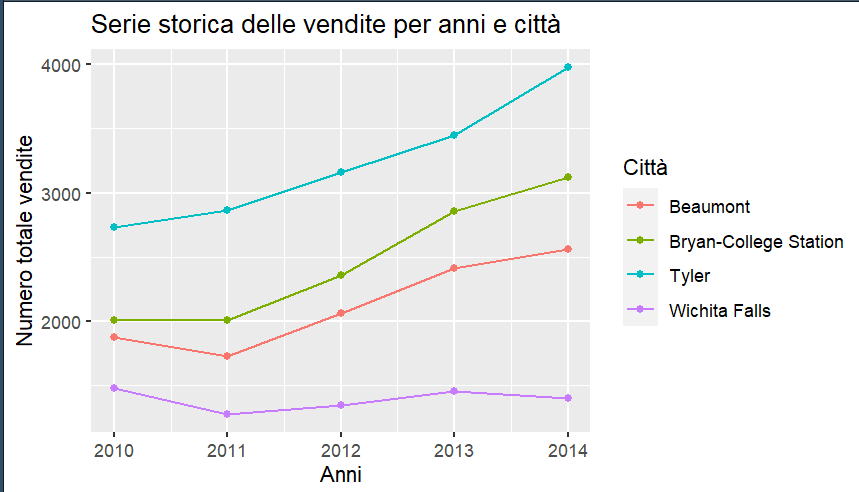 Serie storica delle vendite per anni e città
4000
3000
2000
Numero totale vendite
2010 2011 2012 2013 2014
Anni
Città
Beaumont
Bryan-College Station
Tyler
Wichita Falls